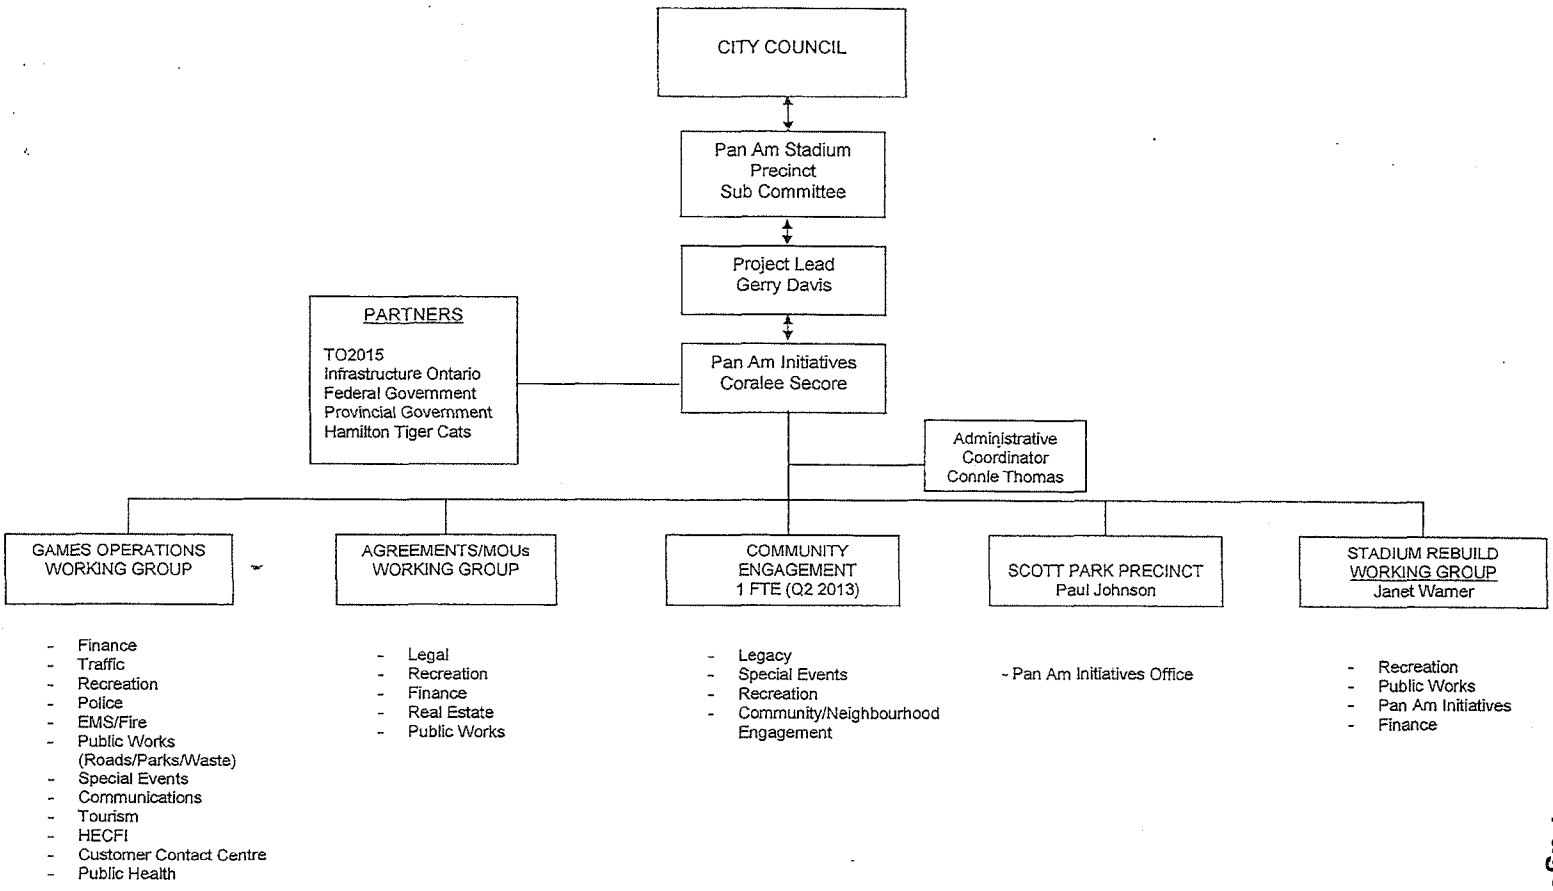 CITY COUNCIL
Pan Am Stadium
Precinct
Sub Committee
Project Lead
Gerry Davis
PARTNERS
TO2015
Infrastructure Ontario
Federal Government
Provincial Government
Hamilton Tiger Cats
Pan Am Initiatives
Coralee Secore
Administrative
Coordinator
Connie Thomas
GAMES OPERATIONS
WORKING GROUP
- Finance
- Traffic
- Recreation
- Police
- EMS/Fire
- Public Works
(Roads/Parks/Waste)
- Special Events
- Communications
- Tourism
- HECFI
- Customer Contact Centre
- Public Health
AGREEMENTS/MOUs
WORKING GROUP
- Legal
- Recreation
- Finance
- Real Estate
- Public Works
COMMUNITY
ENGAGEMENT
1 FTE (Q2 2013)
- Legacy
- Special Events
- Recreation
- Community/Neighbourhood
Engagement
SCOTT PARK PRECINCT
Paul Johnson
- Pan Am Initiatives Office
STADIUM REBUILD
WORKING GROUP
Janet Warner
- Recreation
- Public Works
- Pan Am Initiatives
- Finance